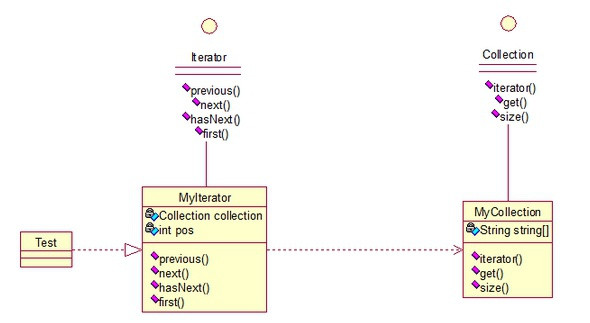 Iterator
previous()
next()
hasNext()
first()
Collection
iterator()
get()
size()
MyIterator
Collection collection
int pos
previous()
next()
hasNext()
first()
Test
MyCollection
String string[]
iterator()
get()
size()